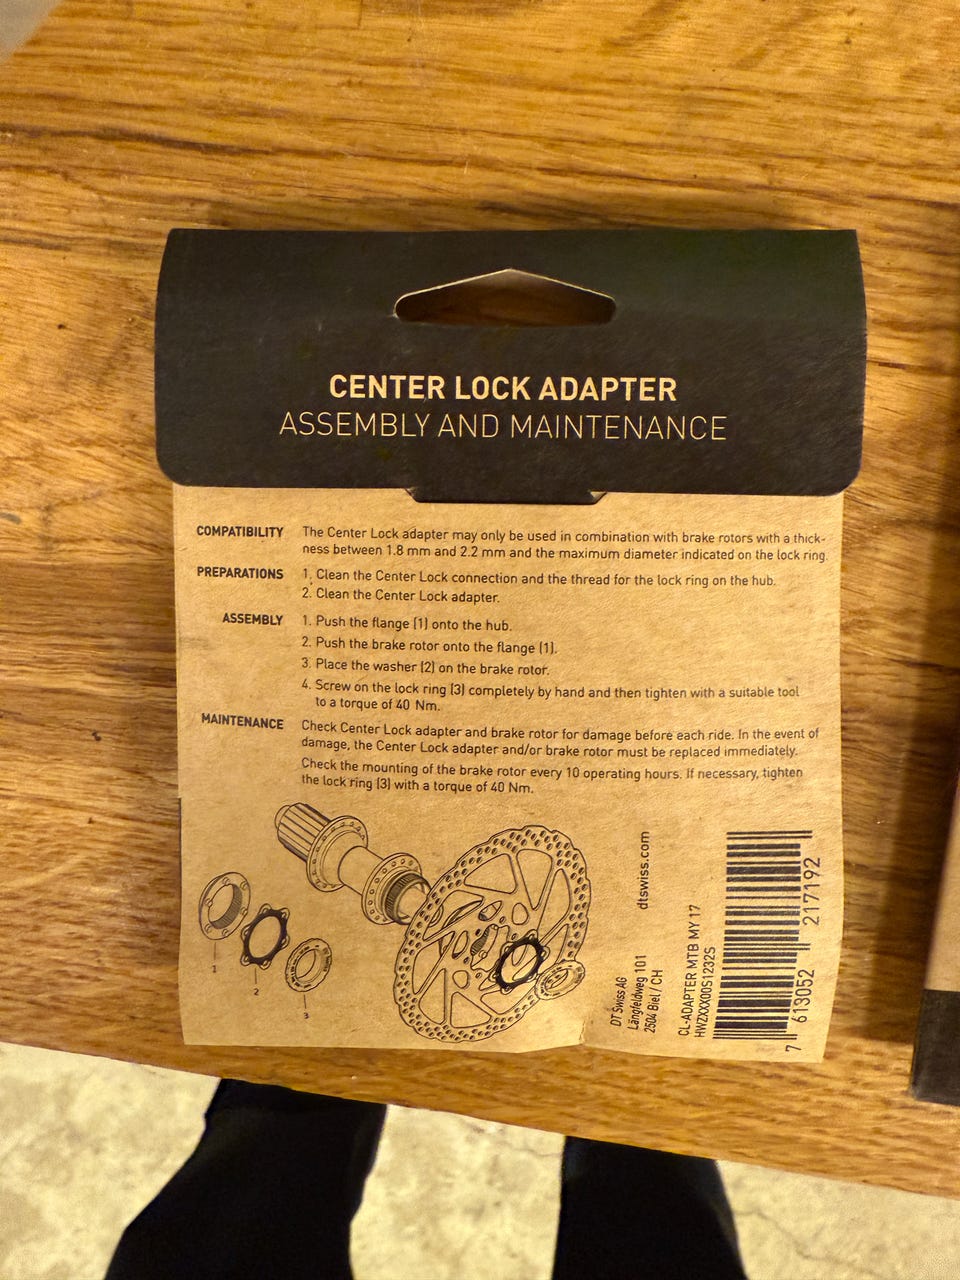 CENTER LOCK ADAPTER
ASSEMBLY AND MAINTENANCE
COMPATIBILITY
The Center Lock adapter may only be used in combination with brake rotors with a thick-
ness between 1.8 mm and 2.2 mm and the maximum diameter indicated on the lock ring.
PREPARATIONS
1. Clean the Center Lock connection and the thread for the lock ring on the hub.
2. Clean the Center Lock adapter.
ASSEMBLY
1. Push the flange (1) onto the hub.
2. Push the brake rotor onto the flange (1).
3. Place the washer (2) on the brake rotor.
4. Screw on the lock ring (3) completely by hand and then tighten with a suitable tool
to a torque of 40 Nm.
MAINTENANCE
Check Center Lock adapter and brake rotor for damage before each ride. In the event of
damage, the Center Lock adapter and/or brake rotor must be replaced immediately.
Check the mounting of the brake rotor every 10 operating hours. If necessary, tighten
the lock ring (3) with a torque of 40 Nm.
1
2
3
dtswiss.com
DT Swiss AG
Längfeldweg 101
2504 Biel / CH
CL-ADAPTER MTB MY 17
HWZXXX00S1232S
7 613052 217192